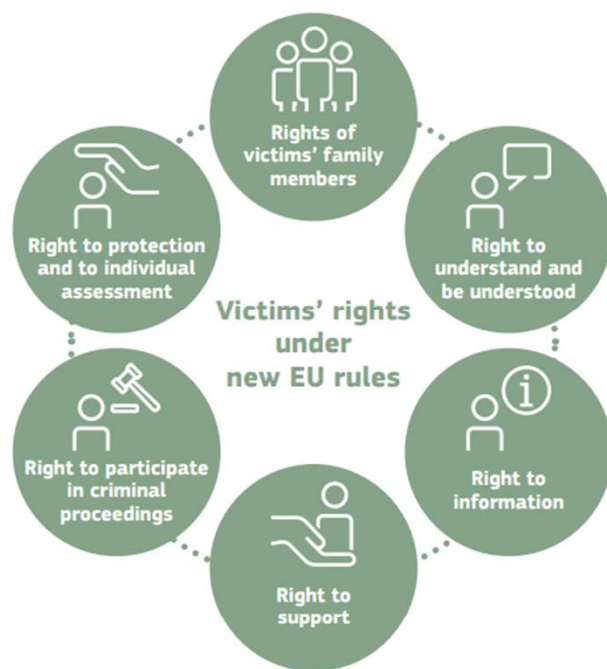 Rights of
victims' family
members
Right to
understand and
be understood
Right to
information
Right to
support
Right to participate
in criminal
proceedings
Right to protection
and to individual
assessment
Victims' rights
under
new EU rules